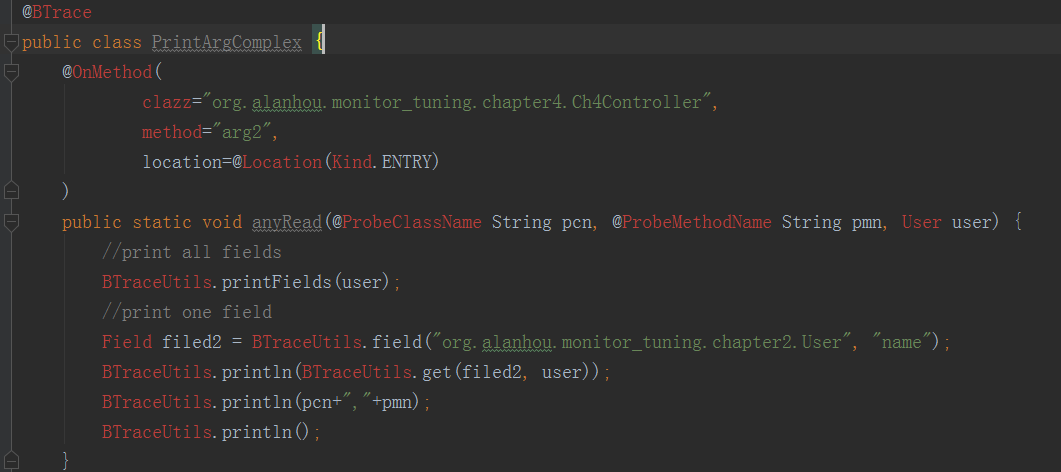 @BTrace
public class PrintArgComplex {
    @OnMethod(
            clazz="org.alanhou.monitor_tuning.chapter4.Ch4Controller",
            method="arg2",
            location=@Location(Kind.ENTRY)
    )
    public static void anyRead(@ProbeClassName String pcn, @ProbeMethodName String pmn, User user) {
        //print all fields
        BTraceUtils.printFields(user);
        //print one field
        Field filed2 = BTraceUtils.field("org.alanhou.monitor_tuning.chapter2.User", "name");
        BTraceUtils.println(BTraceUtils.get(filed2, user));
        BTraceUtils.println(pcn+","+pmn);
        BTraceUtils.println();
    }